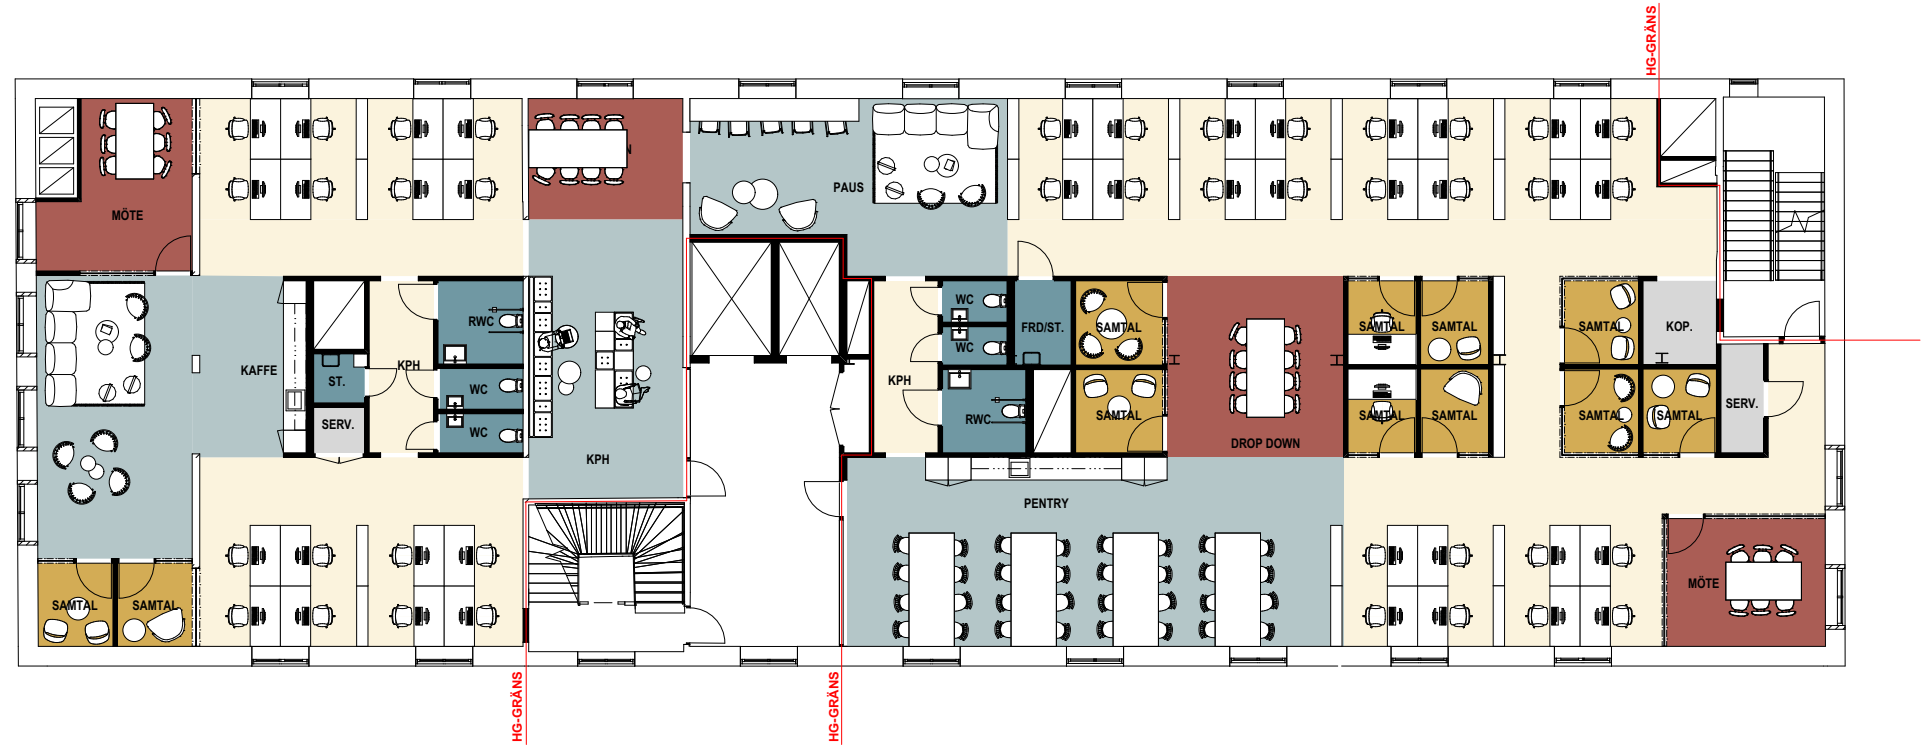 HG-GRÄNS
PAUS
MÖTE
WC
RWC
FRD/ST.
SAMTAL
SAMTAL
SAMTAL
SAMTAL
KOP.
WC
KAFFE
KPH
KPH
ST.
WC
SAMTAL
SAMTAL
SAMTAL
SAMTAL
SAMTAL
SERV.
RWC
SERV.
WC
DROP DOWN
KPH
PENTRY
MÖTE
SAMTAL
SAMTAL
HG-GRÄNS
HG-GRÄNS